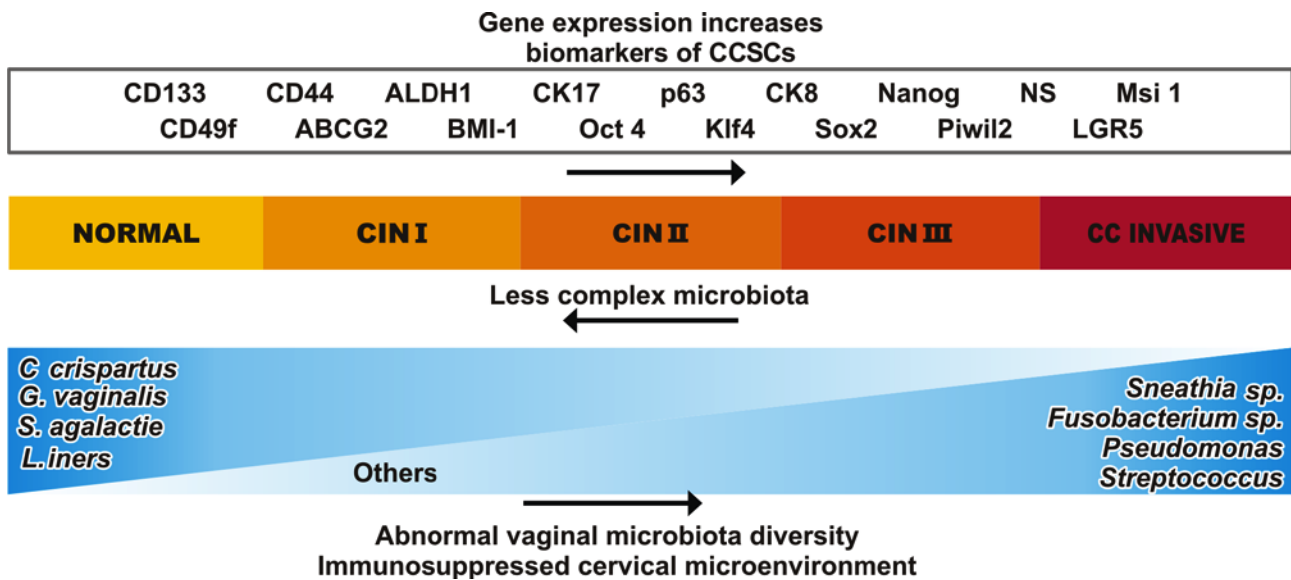 Gene expression increases
biomarkers of CCSCs
CD133 CD44 ALDH1 CK17 p63 CK8 Nanog NS Msi 1
CD49f ABCG2 BMI-1 Oct 4 Klf4 Sox2 Piwil2 LGR5
NORMAL CIN I CIN II CIN III CC INVASIVE
Less complex microbiota
C crispartus
G. vaginalis
S. agalactie
L. iners
Others
Sneathia sp.
Fusobacterium sp.
Pseudomonas
Streptococcus
Abnormal vaginal microbiota diversity
Immunosuppressed cervical microenvironment